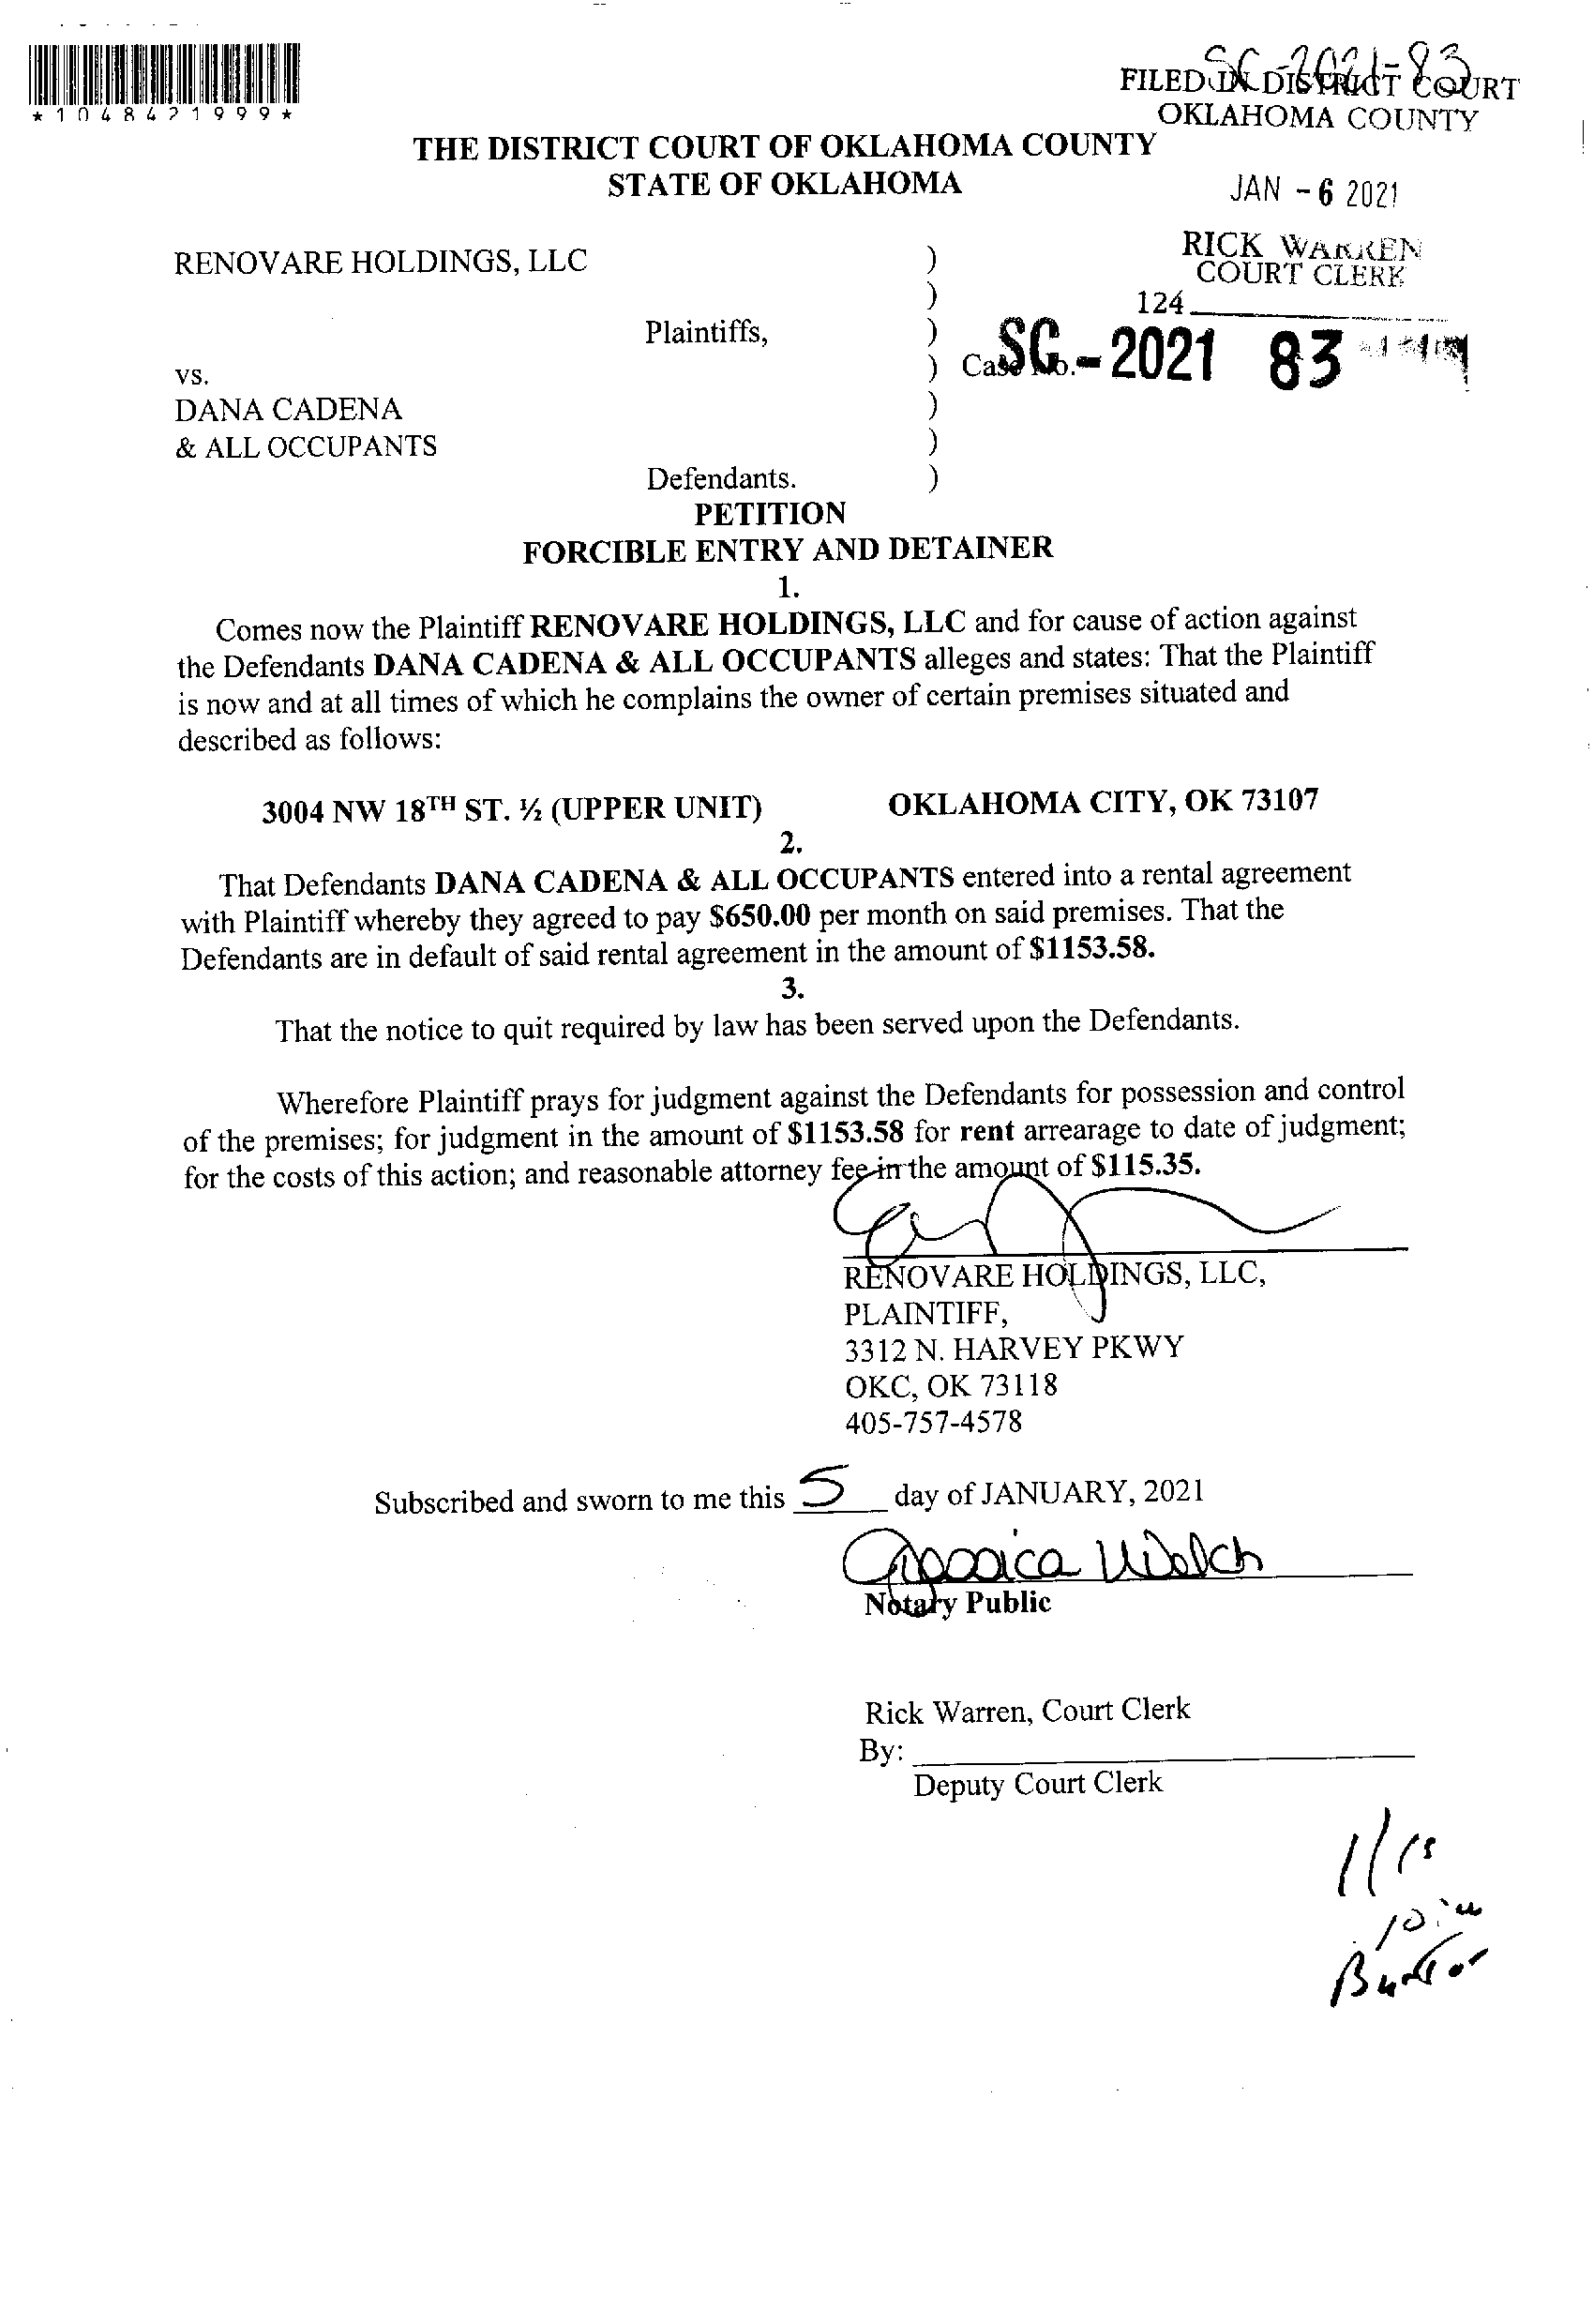 *1048421999*
SC-2021-83
FILED IN DISTRICT COURT
OKLAHOMA COUNTY
THE DISTRICT COURT OF OKLAHOMA COUNTY
STATE OF OKLAHOMA
JAN -6 2021
RICK WARREN
COURT CLERK
124
RENOVARE HOLDINGS, LLC )
)
Plaintiffs, )
vs. ) Case No. SC-2021 83
DANA CADENA )
& ALL OCCUPANTS )
Defendants. )
PETITION
FORCIBLE ENTRY AND DETAINER
1.
Comes now the Plaintiff RENOVARE HOLDINGS, LLC and for cause of action against
the Defendants DANA CADENA & ALL OCCUPANTS alleges and states: That the Plaintiff
is now and at all times of which he complains the owner of certain premises situated and
described as follows:
3004 NW 18TH ST. ½ (UPPER UNIT) OKLAHOMA CITY, OK 73107
2.
That Defendants DANA CADENA & ALL OCCUPANTS entered into a rental agreement
with Plaintiff whereby they agreed to pay $650.00 per month on said premises. That the
Defendants are in default of said rental agreement in the amount of $1153.58.
3.
That the notice to quit required by law has been served upon the Defendants.
Wherefore Plaintiff prays for judgment against the Defendants for possession and control
of the premises; for judgment in the amount of $1153.58 for rent arrearage to date of judgment;
for the costs of this action; and reasonable attorney fee in the amount of $115.35.
RENOVARE HOLDINGS, LLC,
PLAINTIFF,
3312 N. HARVEY PKWY
OKC, OK 73118
405-757-4578
Subscribed and sworn to me this 5 day of JANUARY, 2021
Jessica Welch
Notary Public
Rick Warren, Court Clerk
By:
Deputy Court Clerk